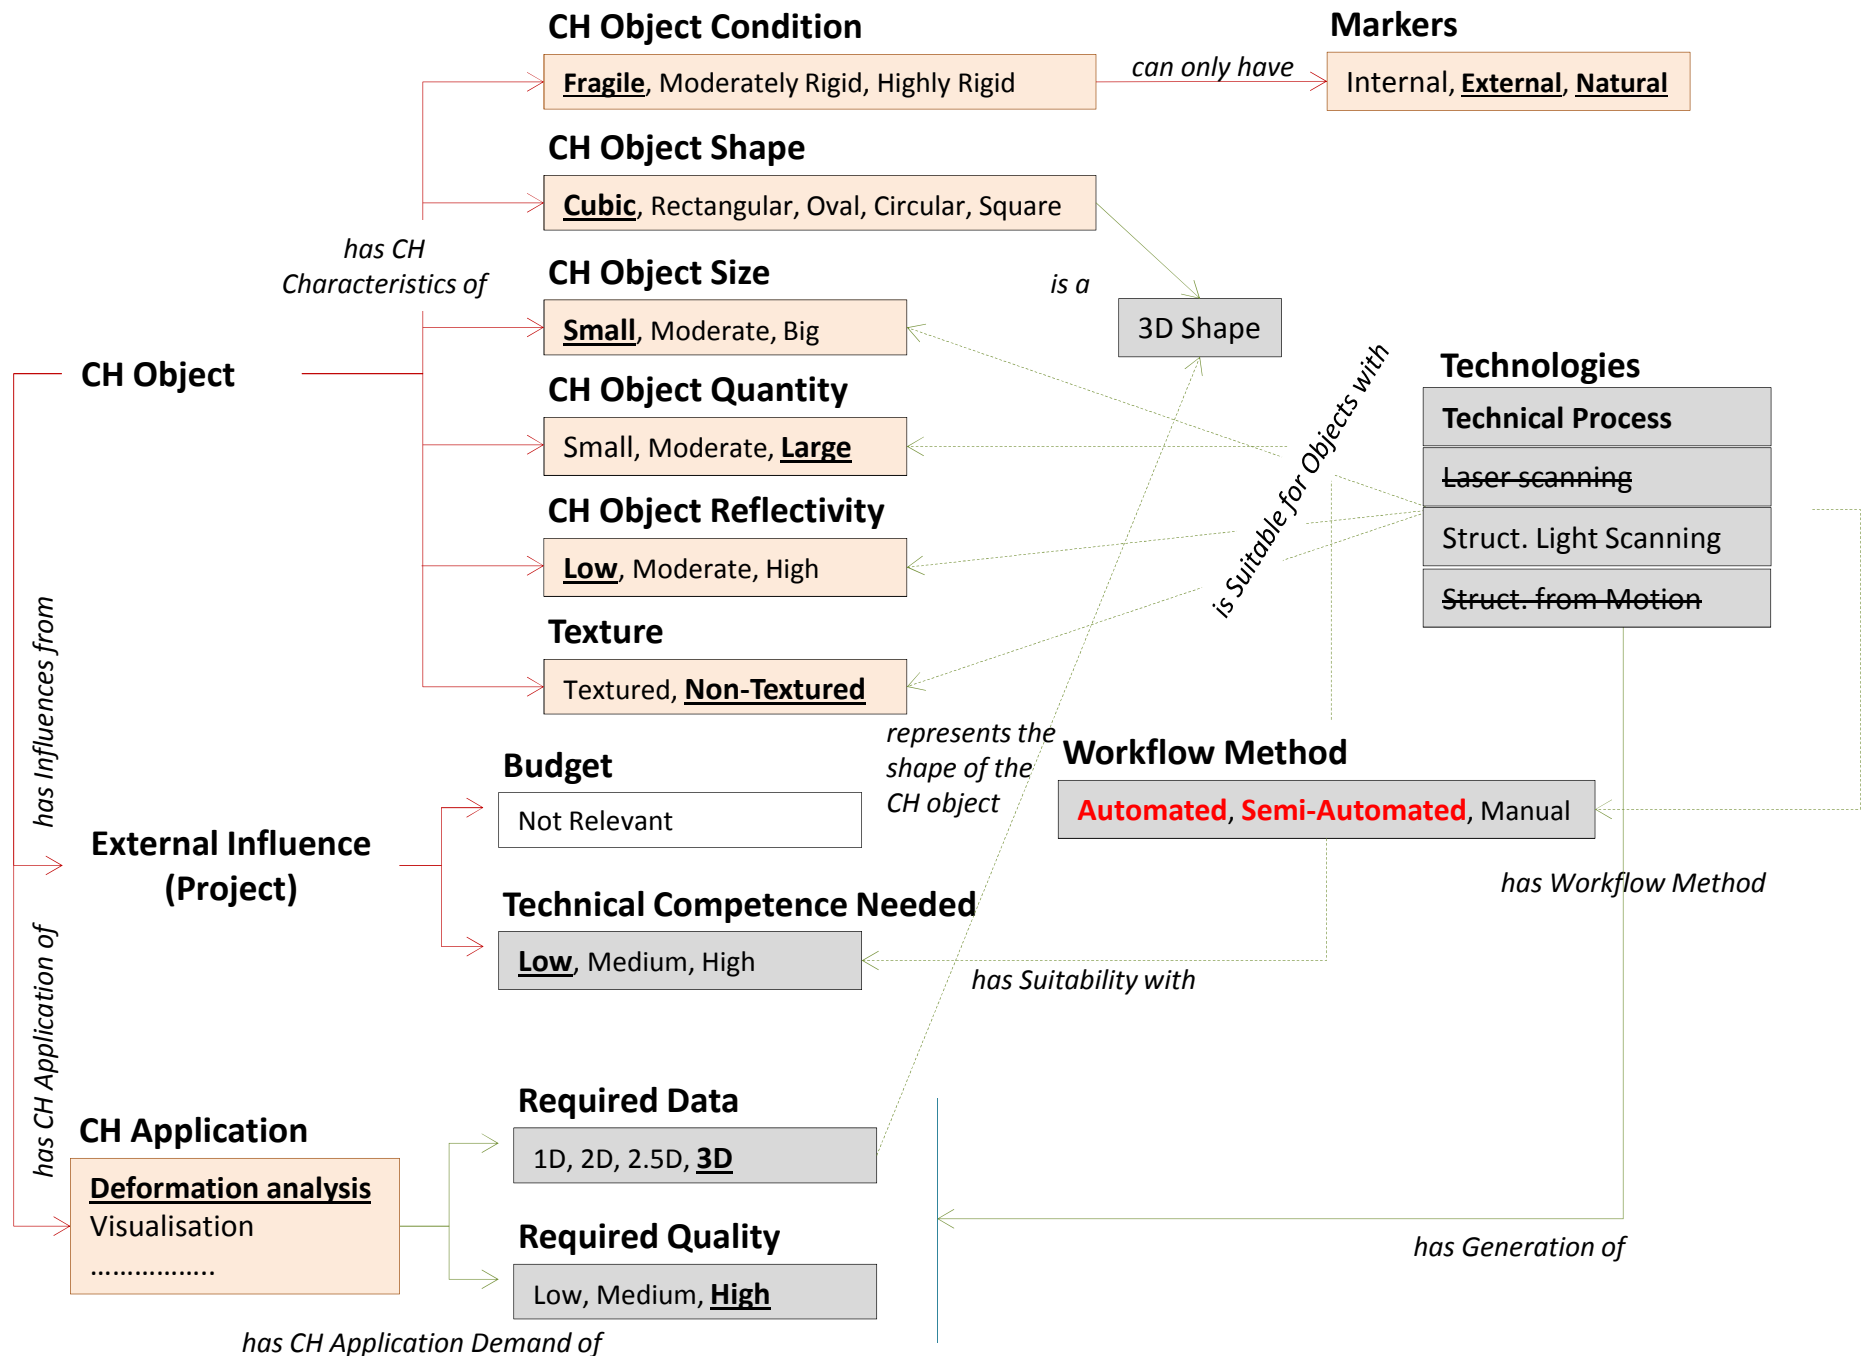 CH Object Condition
Fragile, Moderately Rigid, Highly Rigid
can only have
Markers
Internal, External, Natural
CH Object Shape
Cubic, Rectangular, Oval, Circular, Square
has CH
Characteristics of
is a
3D Shape
CH Object Size
Small, Moderate, Big
CH Object
CH Object Quantity
Small, Moderate, Large
CH Object Reflectivity
Low, Moderate, High
Texture
Textured, Non-Textured
is Suitable for Objects with
Technologies
Technical Process
Laser scanning
Struct. Light Scanning
Struct. from Motion
has Influences from
represents the
shape of the
CH object
Budget
Not Relevant
Workflow Method
Automated, Semi-Automated, Manual
has Workflow Method
External Influence
(Project)
Technical Competence Needed
Low, Medium, High
has Suitability with
has CH Application of
CH Application
Deformation analysis
Visualisation
................
Required Data
1D, 2D, 2.5D, 3D
Required Quality
Low, Medium, High
has Generation of
has CH Application Demand of